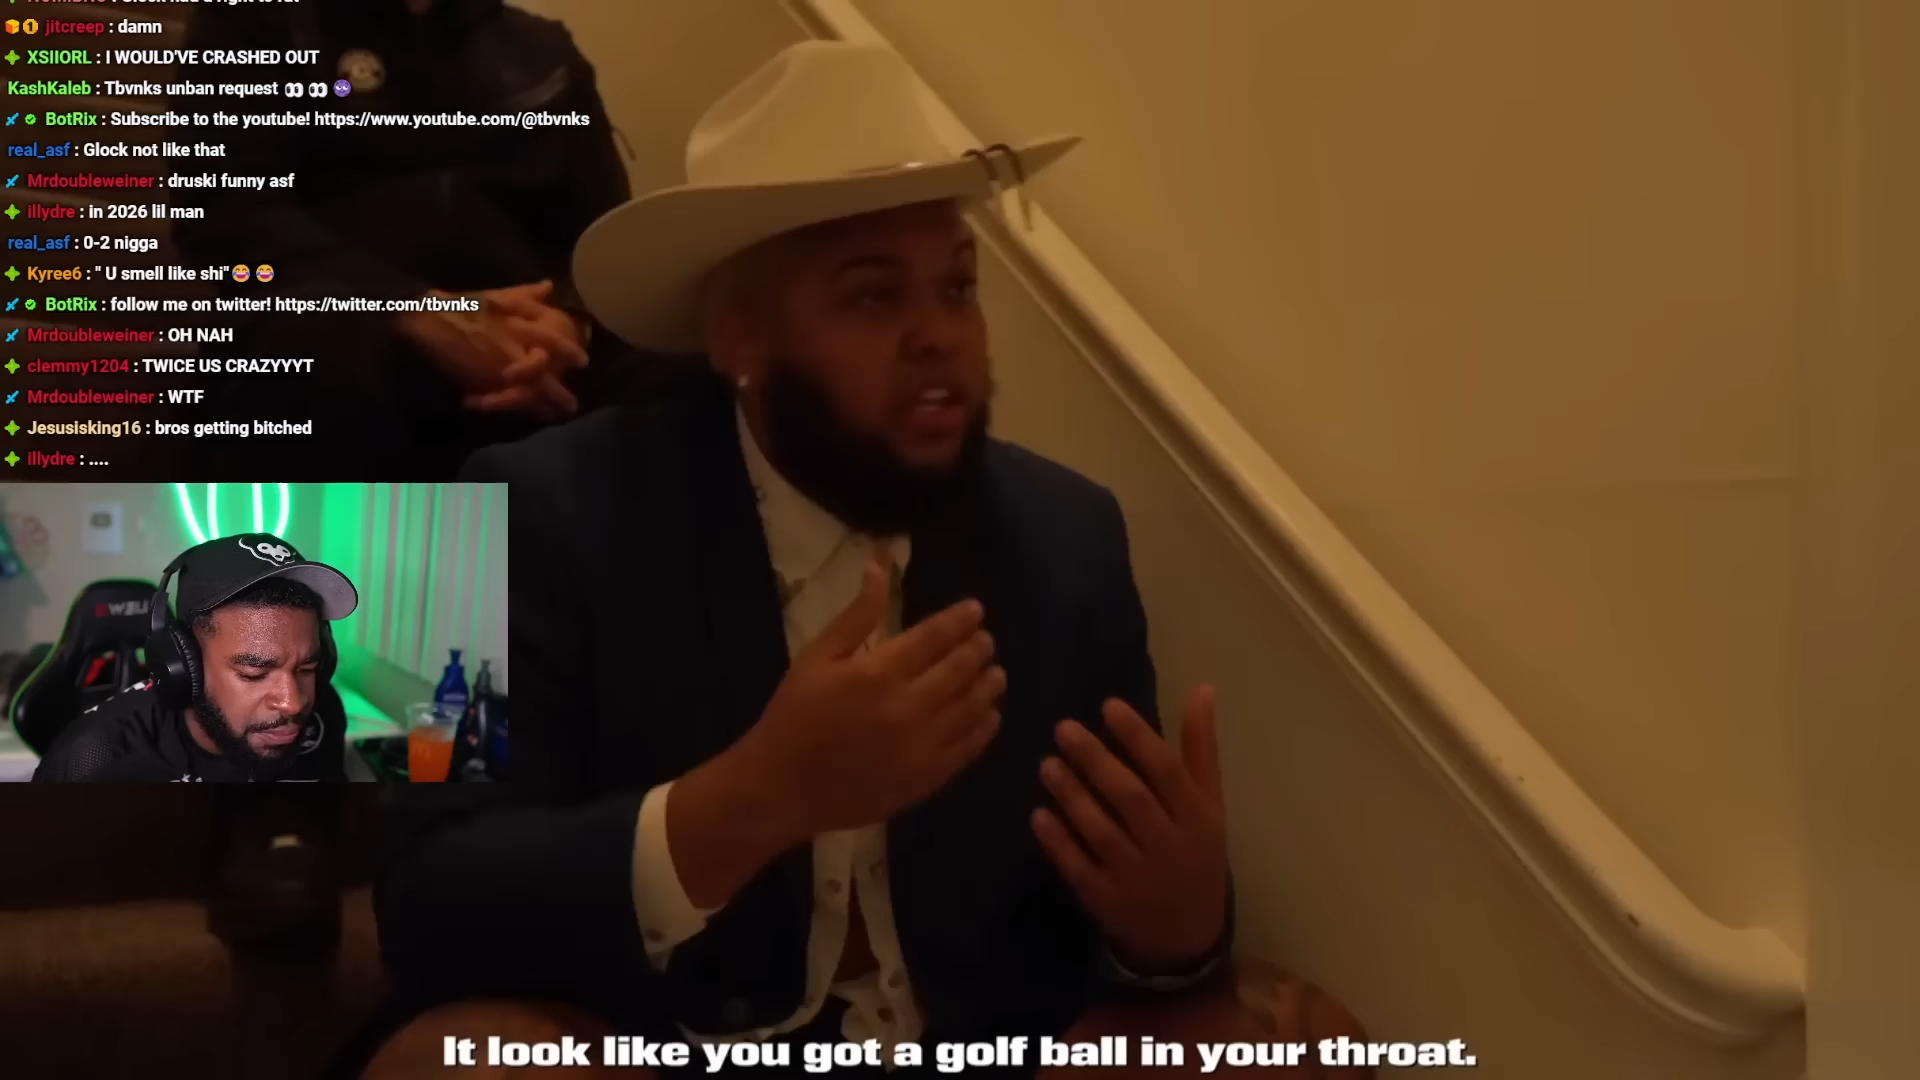 jitcreep : damn
XSIIORL : I WOULD'VE CRASHED OUT
KashKaleb : Tbvnks unban request 👀 👀
BotRix : Subscribe to the youtube! https://www.youtube.com/@tbvnks
real_asf : Glock not like that
Mrdoubleweiner : druski funny asf
illydre : in 2026 lil man
real_asf : 0-2 nigga
Kyree6 : " U smell like shi"😂 😂
BotRix : follow me on twitter! https://twitter.com/tbvnks
Mrdoubleweiner : OH NAH
clemmy1204 : TWICE US CRAZYYYT
Mrdoubleweiner : WTF
Jesusisking16 : bros getting bitched
illydre : ....
It look like you got a golf ball in your throat.